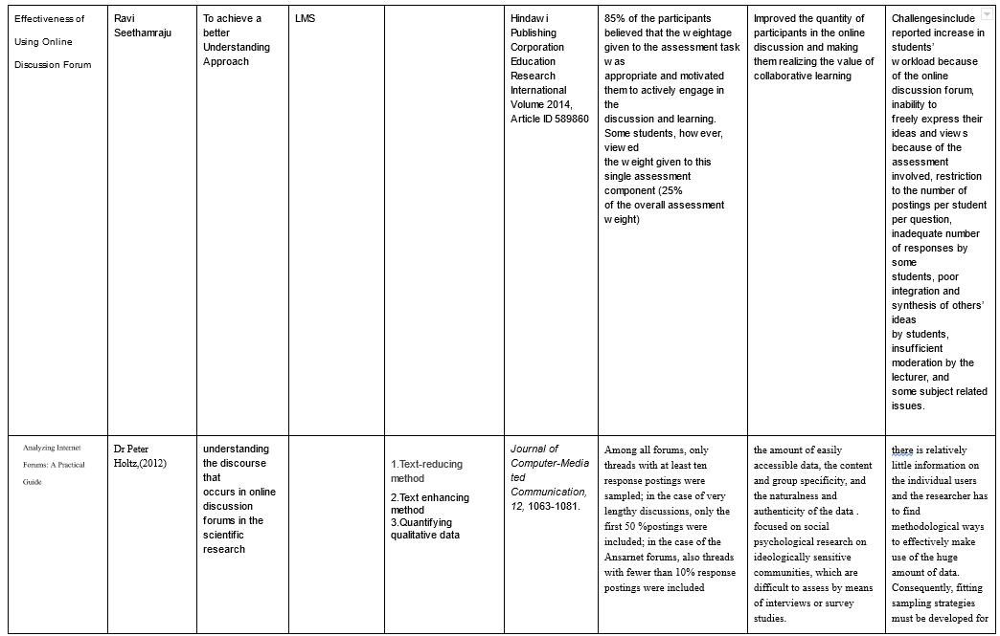 Effectiveness of
Using Online
Discussion Forum
Ravi
Seethamraju
To achieve a
better
Understanding
Approach
LMS
Hindawi
Publishing
Corporation
Education
Research
International
Volume 2014,
Article ID 589860
85% of the participants
believed that the weightage
given to the assessment task
was
appropriate and motivated
them to actively engage in
the
discussion and learning.
Some students, however,
viewed
the weight given to this
single assessment
component (25%
of the overall assessment
weight)
Improved the quantity of
participants in the online
discussion and making
them realizing the value of
collaborative learning
Challengesinclude
reported increase in
students'
workload because
of the online
discussion forum,
inability to
freely express their
ideas and views
because of the
assessment
involved, restriction
to the number of
postings per student
per question,
inadequate number
of responses by
some
students, poor
integration and
synthesis of others'
ideas
by students,
insufficient
moderation by the
lecturer, and
some subject related
issues.
Analyzing Internet
Forums: A Practical
Guide
Dr Peter
Holtz,(2012)
understanding
the discourse
that
occurs in online
discussion
forums in the
scientific
research
1.Text-reducing
method
2.Text enhancing
method
3.Quantifying
qualitative data
Journal of
Computer-Media
ted
Communication,
12, 1063-1081.
Among all forums, only
threads with at least ten
response postings were
sampled; in the case of very
lengthy discussions, only the
first 50 %postings were
included; in the case of the
Ansarnet forums, also threads
with fewer than 10% response
postings were included
the amount of easily
accessible data, the content
and group specificity, and
the naturalness and
authenticity of the data .
focused on social
psychological research on
ideologically sensitive
communities, which are
difficult to assess by means
of interviews or survey
studies.
there is relatively
little information on
the individual users
and the researcher has
to find
methodological ways
to effectively make
use of the huge
amount of data.
Consequently, fitting
sampling strategies
must be developed for